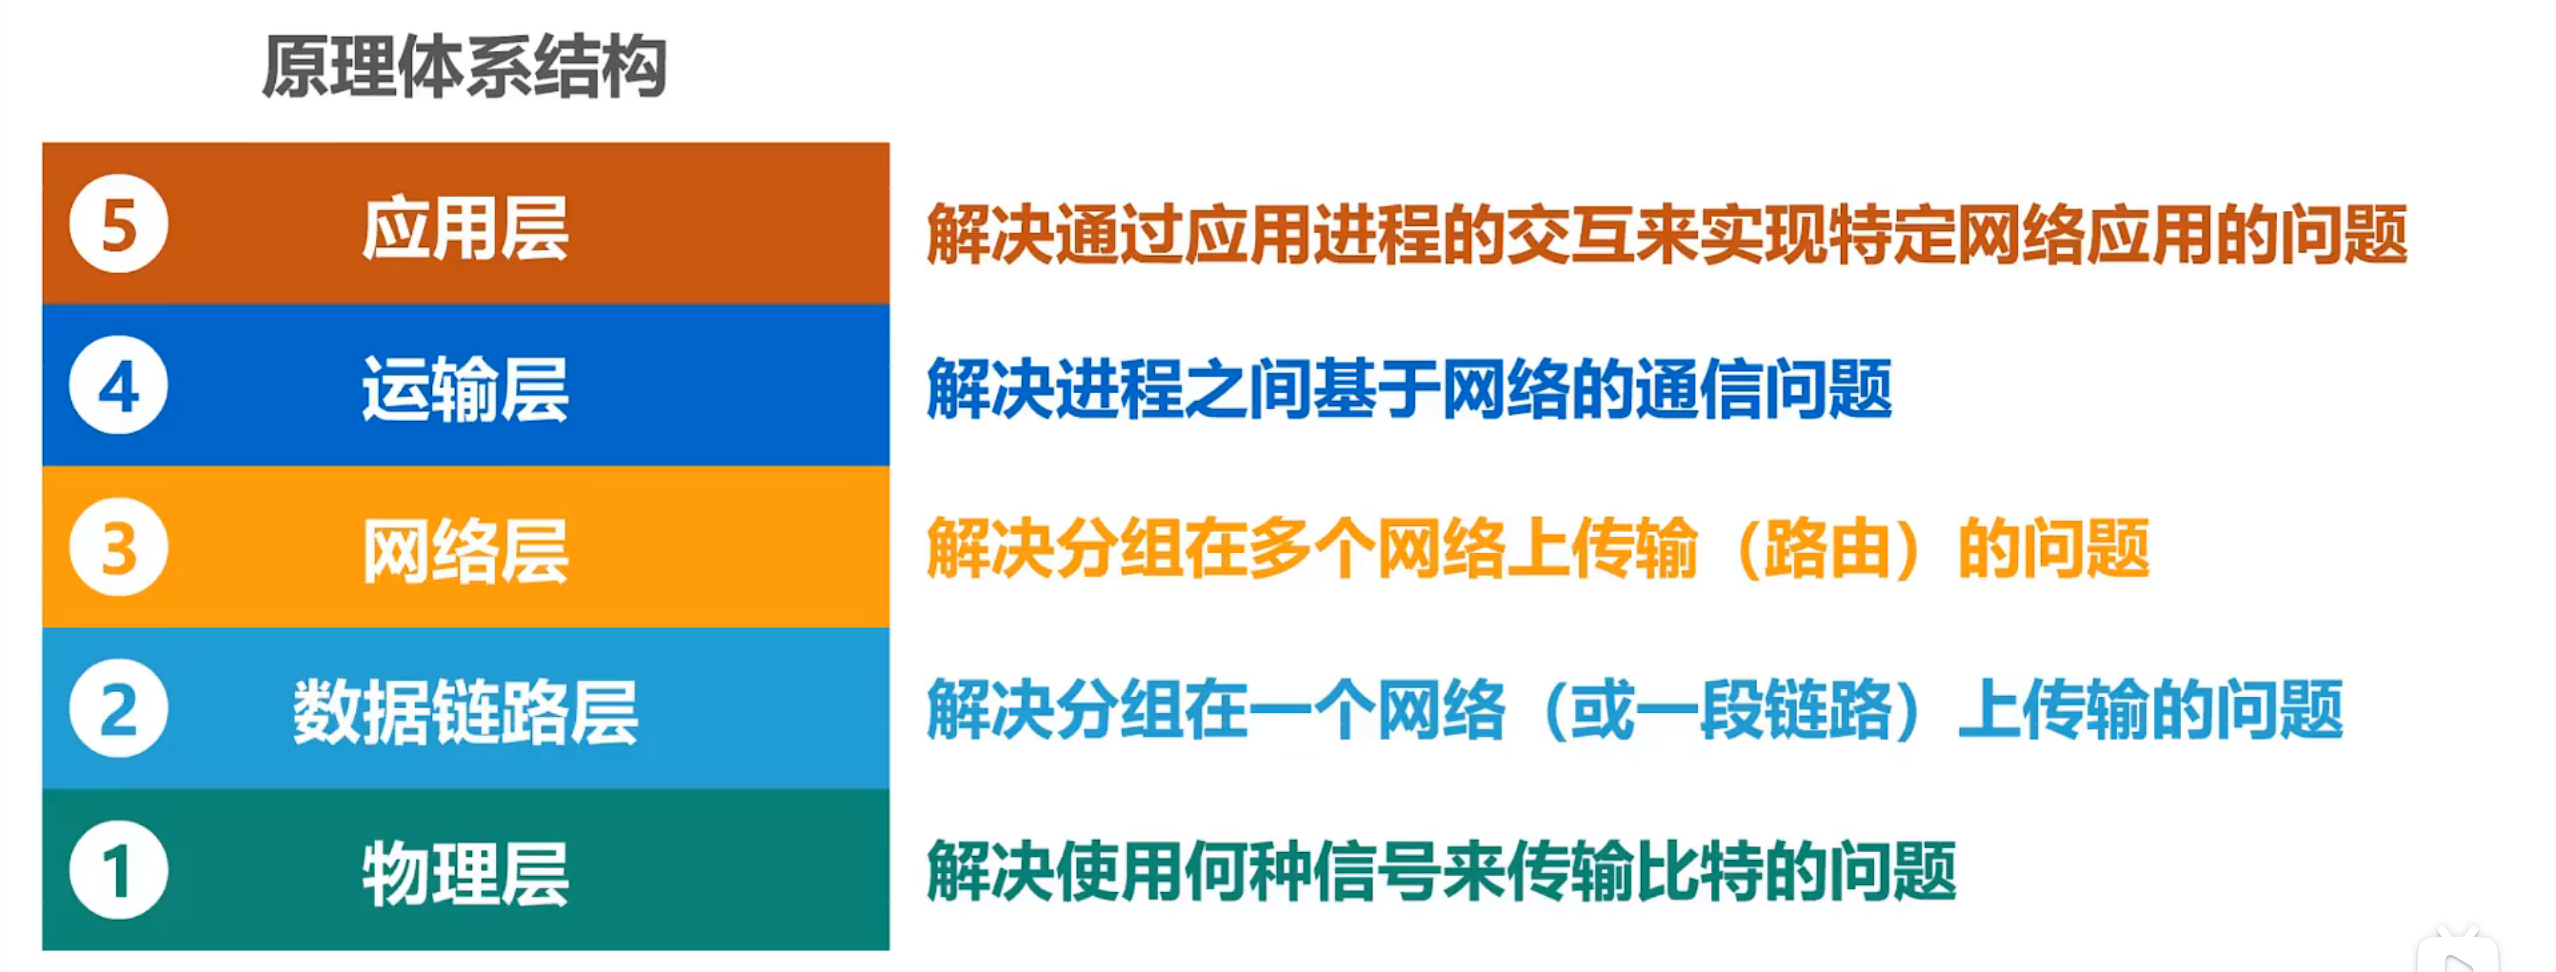 原理体系结构
5 应用层 解决通过应用进程的交互来实现特定网络应用的问题
4 运输层 解决进程之间基于网络的通信问题
3 网络层 解决分组在多个网络上传输（路由）的问题
2 数据链路层 解决分组在一个网络（或一段链路）上传输的问题
1 物理层 解决使用何种信号来传输比特的问题